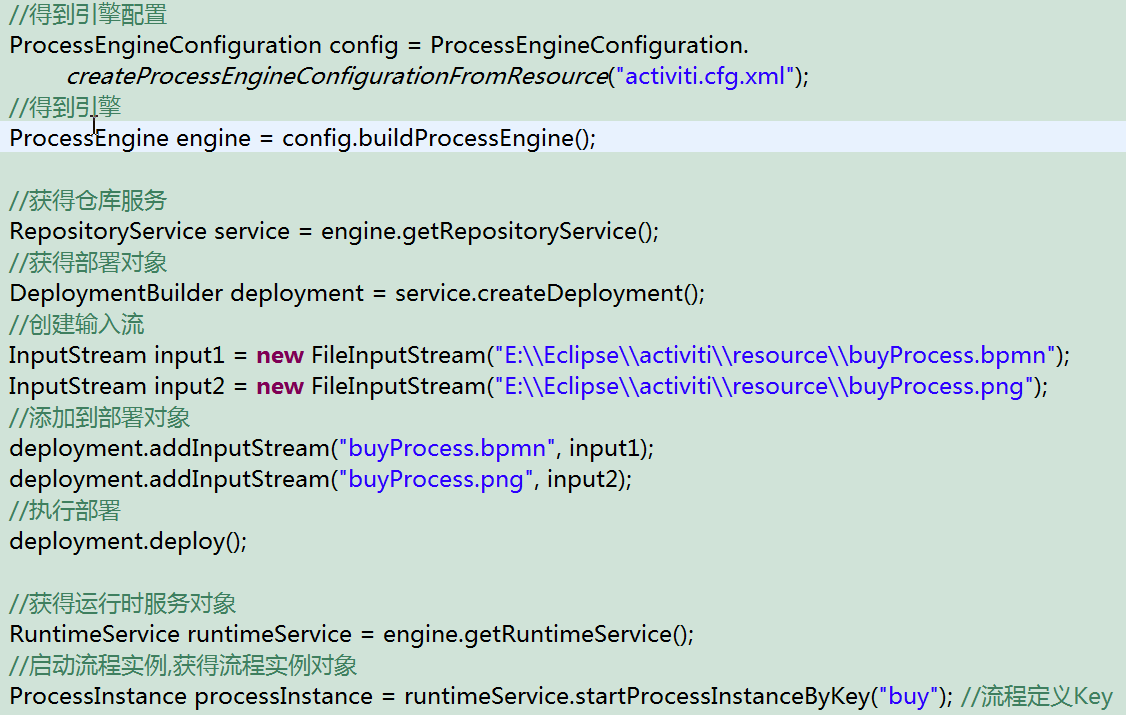 //得到引擎配置
ProcessEngineConfiguration config = ProcessEngineConfiguration.
createProcessEngineConfigurationFromResource("activiti.cfg.xml");
//得到引擎
ProcessEngine engine = config.buildProcessEngine();
//获得仓库服务
RepositoryService service = engine.getRepositoryService();
//获得部署对象
DeploymentBuilder deployment = service.createDeployment();
//创建输入流
InputStream input1 = new FileInputStream("E:\\Eclipse\\activiti\\resource\\buyProcess.bpmn");
InputStream input2 = new FileInputStream("E:\\Eclipse\\activiti\\resource\\buyProcess.png");
//添加到部署对象
deployment.addInputStream("buyProcess.bpmn", input1);
deployment.addInputStream("buyProcess.png", input2);
//执行部署
deployment.deploy();
//获得运行时服务对象
RuntimeService runtimeService = engine.getRuntimeService();
//启动流程实例,获得流程实例对象
ProcessInstance processInstance = runtimeService.startProcessInstanceByKey("buy"); //流程定义Key